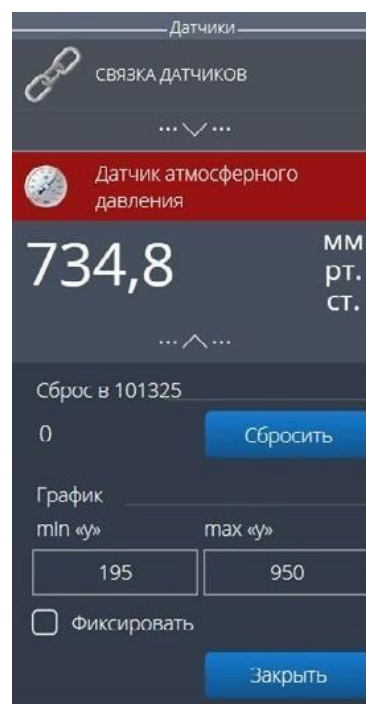 Датчики
СВЯЗКА ДАТЧИКОВ
Датчик атмосферного
давления
734,8
мм
рт.
ст.
Сброс в 101325
0
Сбросить
График
min «y»
max «y»
195
950
Фиксировать
Закрыть